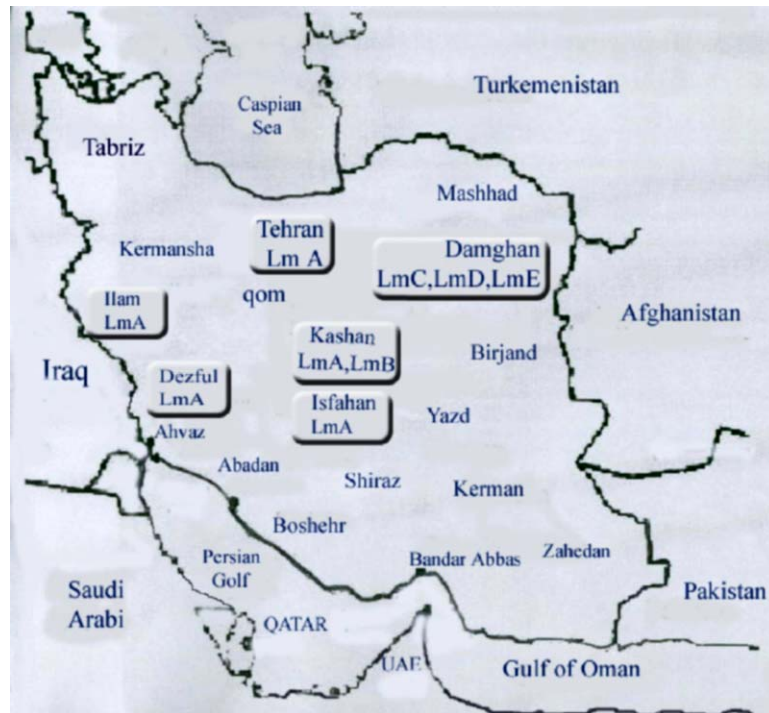 Turkemenistan
Caspian
Sea
Tabriz
Mashhad
Tehran
Lm A
Damghan
LmC,LmD,LmE
Kermansha
qom
Ilam
LmA
Afghanistan
Kashan
LmA,LmB
Birjand
Iraq
Dezful
LmA
Isfahan
LmA
Yazd
Ahvaz
Abadan
Shiraz
Kerman
Boshehr
Persian
Golf
Bandar Abbas
Zahedan
Saudi
Arabi
Pakistan
QATAR
UAE
Gulf of Oman